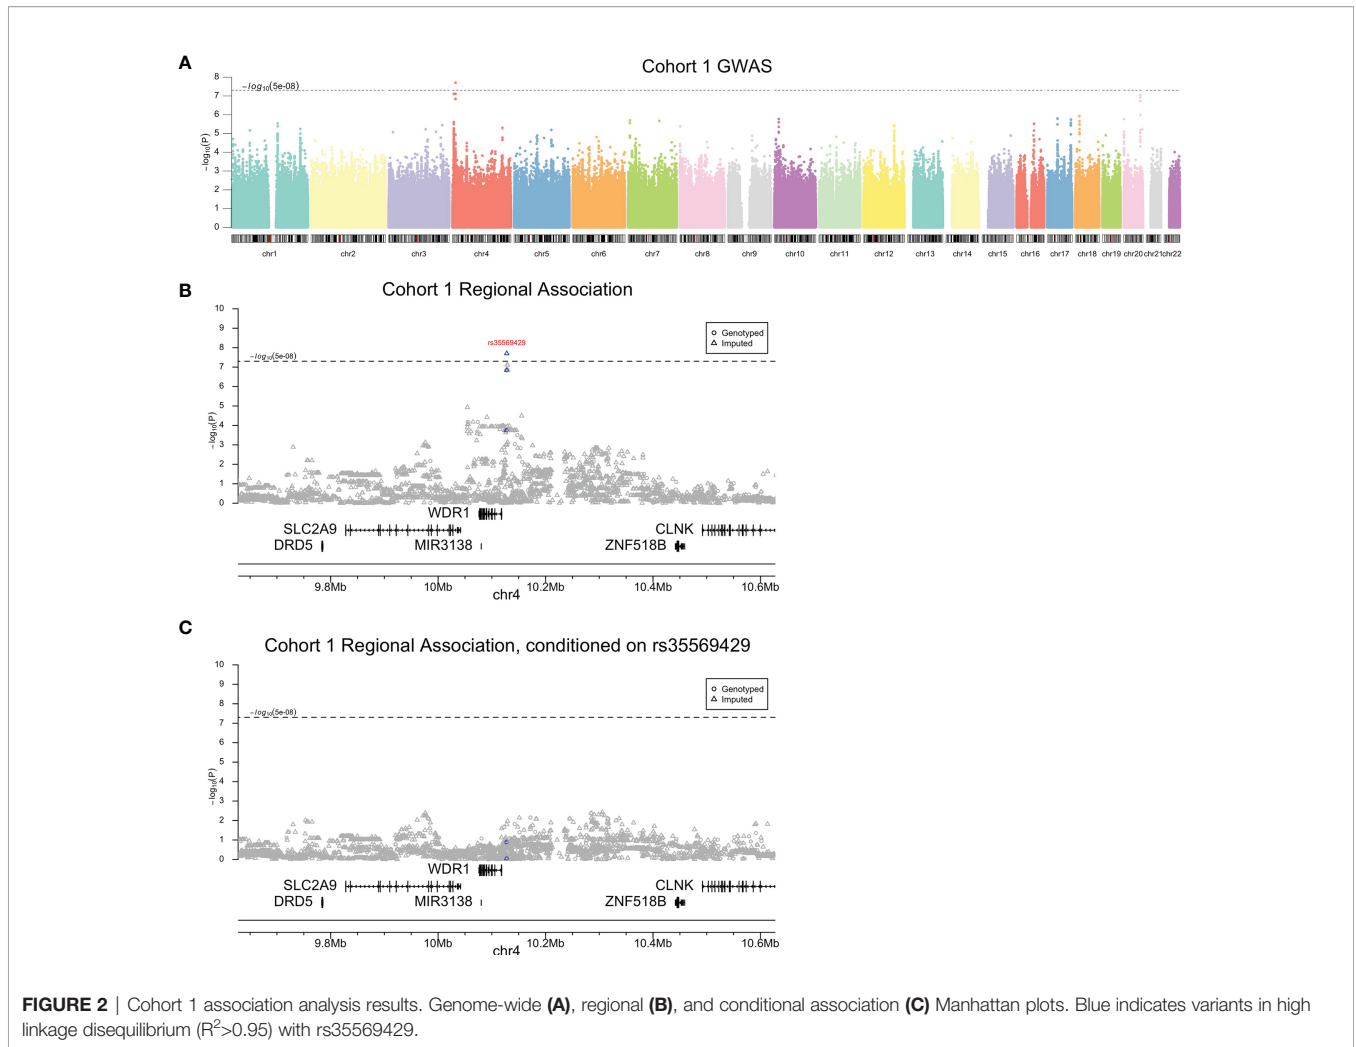 A
Cohort 1 GWAS
8
7
6
5
4
3
2
1
0
−log10(P)
−log10(5e-08)
chr1 chr2 chr3 chr4 chr5 chr6 chr7 chr8 chr9 chr10 chr11 chr12 chr13 chr14 chr15 chr16 chr17 chr18 chr19 chr20 chr21 chr22
B
Cohort 1 Regional Association
10
9
8
7
6
5
4
3
2
1
0
−log10(P)
−log10(5e-08)
rs35569429
Genotyped
Imputed
WDR1
SLC2A9 CLNK
DRD5 MIR3138 ZNF518B
9.8Mb 10Mb 10.2Mb 10.4Mb 10.6Mb
chr4
C
Cohort 1 Regional Association, conditioned on rs35569429
10
9
8
7
6
5
4
3
2
1
0
−log10(P)
−log10(5e-08)
Genotyped
Imputed
WDR1
SLC2A9 CLNK
DRD5 MIR3138 ZNF518B
9.8Mb 10Mb 10.2Mb 10.4Mb 10.6Mb
chr4
FIGURE 2 | Cohort 1 association analysis results. Genome-wide (A), regional (B), and conditional association (C) Manhattan plots. Blue indicates variants in high
linkage disequilibrium (R²>0.95) with rs35569429.